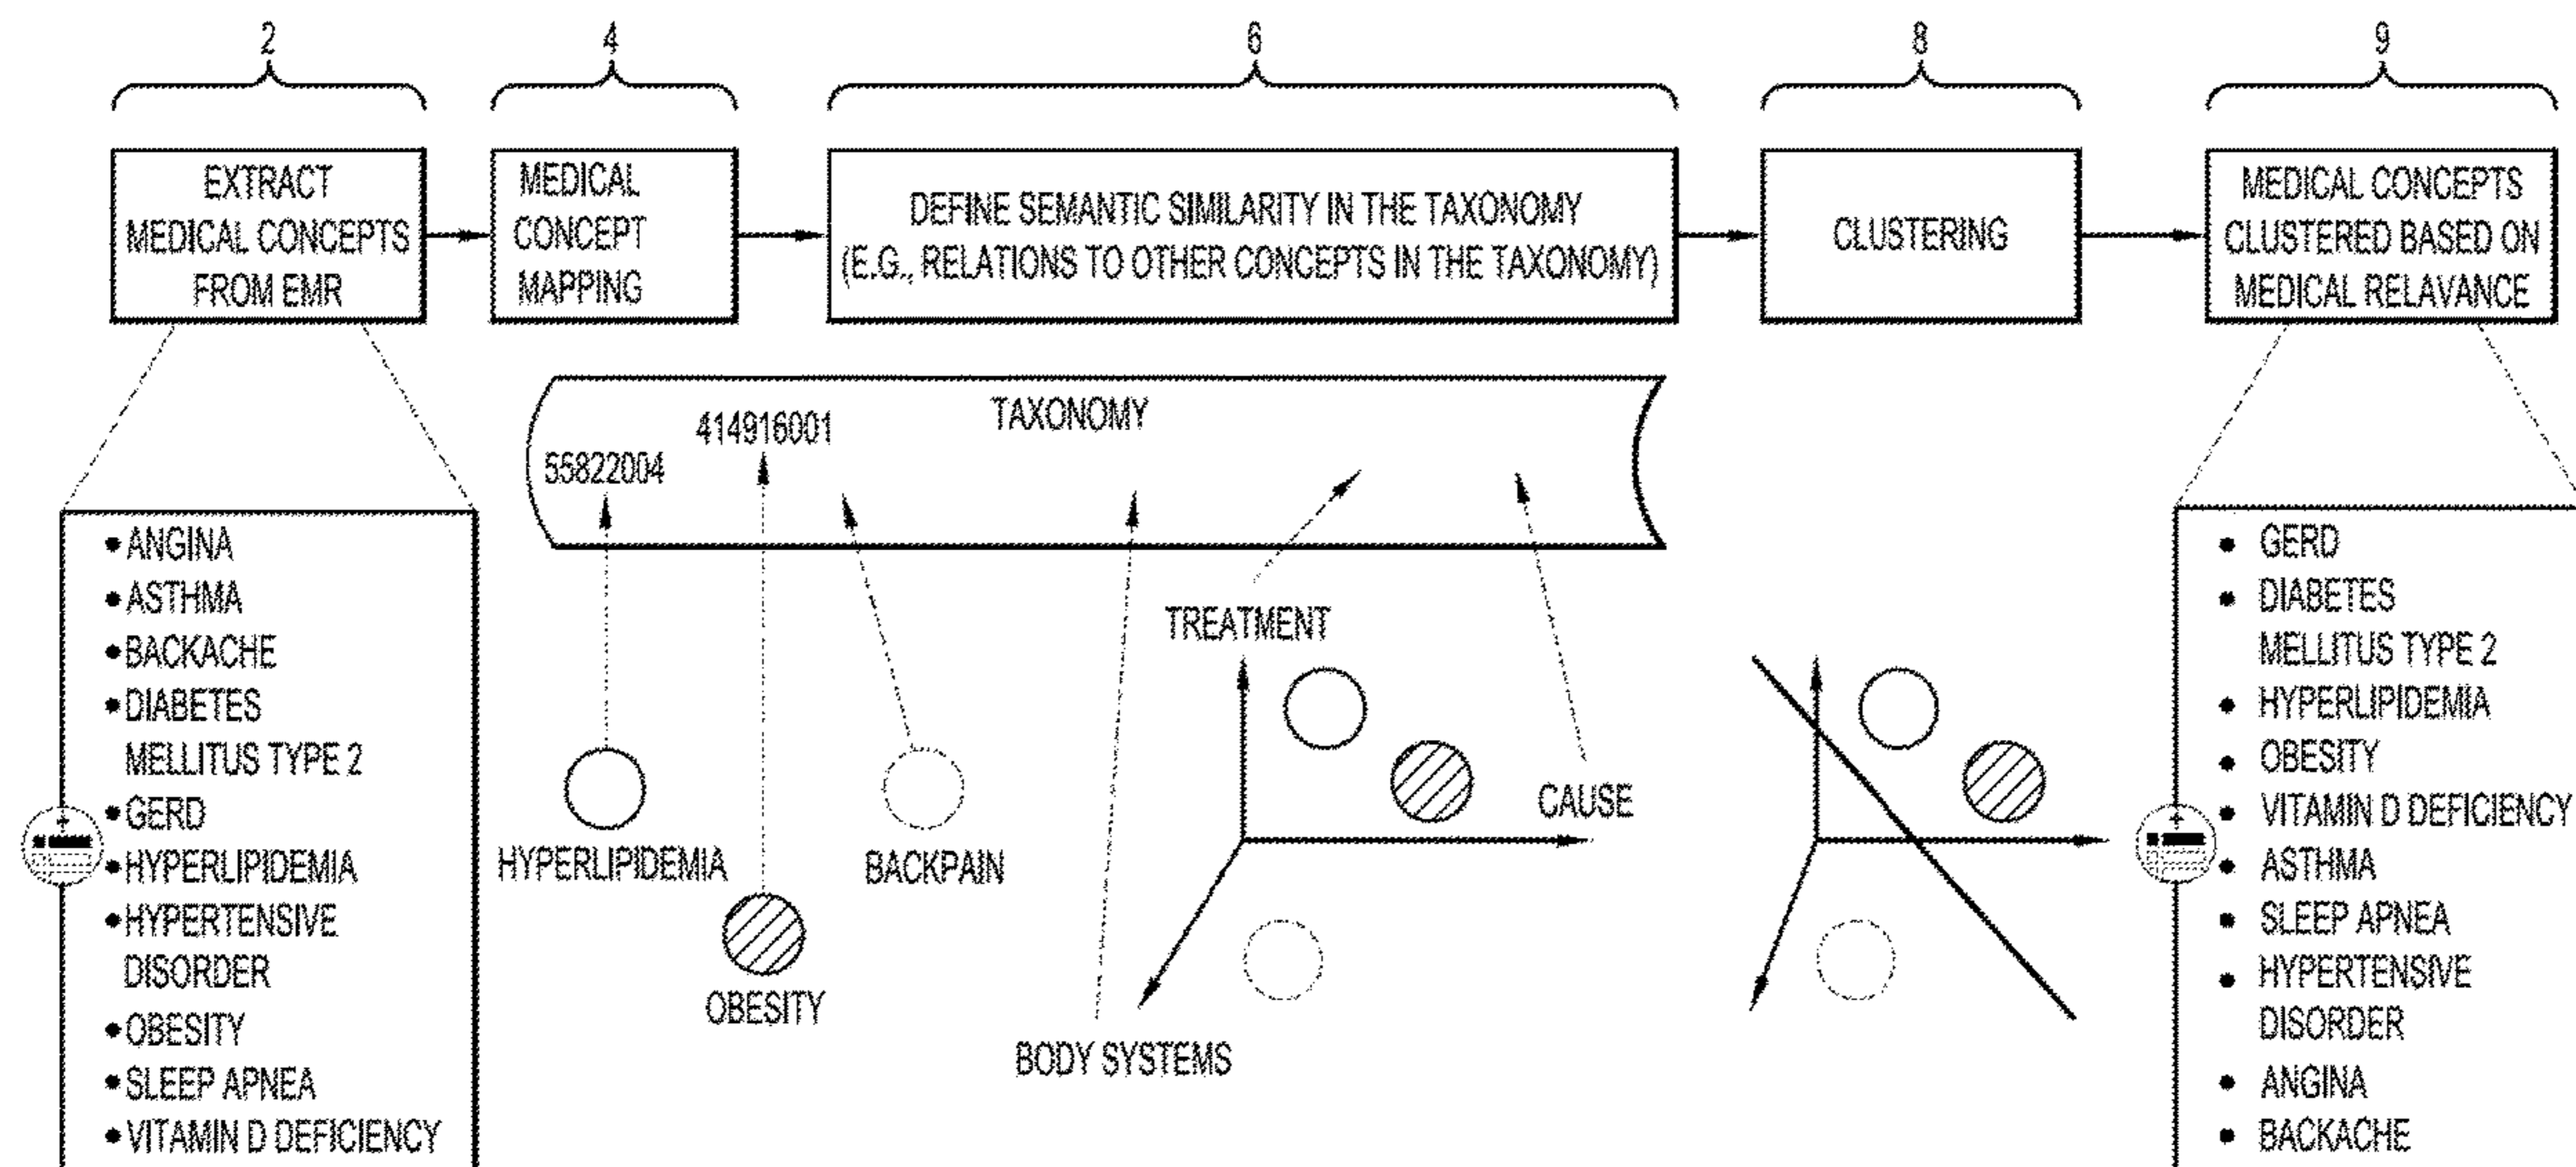 2
4
6
8
9
EXTRACT
MEDICAL CONCEPTS
FROM EMR
MEDICAL
CONCEPT
MAPPING
DEFINE SEMANTIC SIMILARITY IN THE TAXONOMY
(E.G., RELATIONS TO OTHER CONCEPTS IN THE TAXONOMY)
CLUSTERING
MEDICAL CONCEPTS
CLUSTERED BASED ON
MEDICAL RELAVANCE
TAXONOMY
414916001
55822004
• ANGINA
• ASTHMA
• BACKACHE
• DIABETES
MELLITUS TYPE 2
• GERD
• HYPERLIPIDEMIA
• HYPERTENSIVE
DISORDER
• OBESITY
• SLEEP APNEA
• VITAMIN D DEFICIENCY
HYPERLIPIDEMIA
OBESITY
BACKPAIN
TREATMENT
CAUSE
BODY SYSTEMS
• GERD
• DIABETES
MELLITUS TYPE 2
• HYPERLIPIDEMIA
• OBESITY
• VITAMIN D DEFICIENCY
• ASTHMA
• SLEEP APNEA
• HYPERTENSIVE
DISORDER
• ANGINA
• BACKACHE